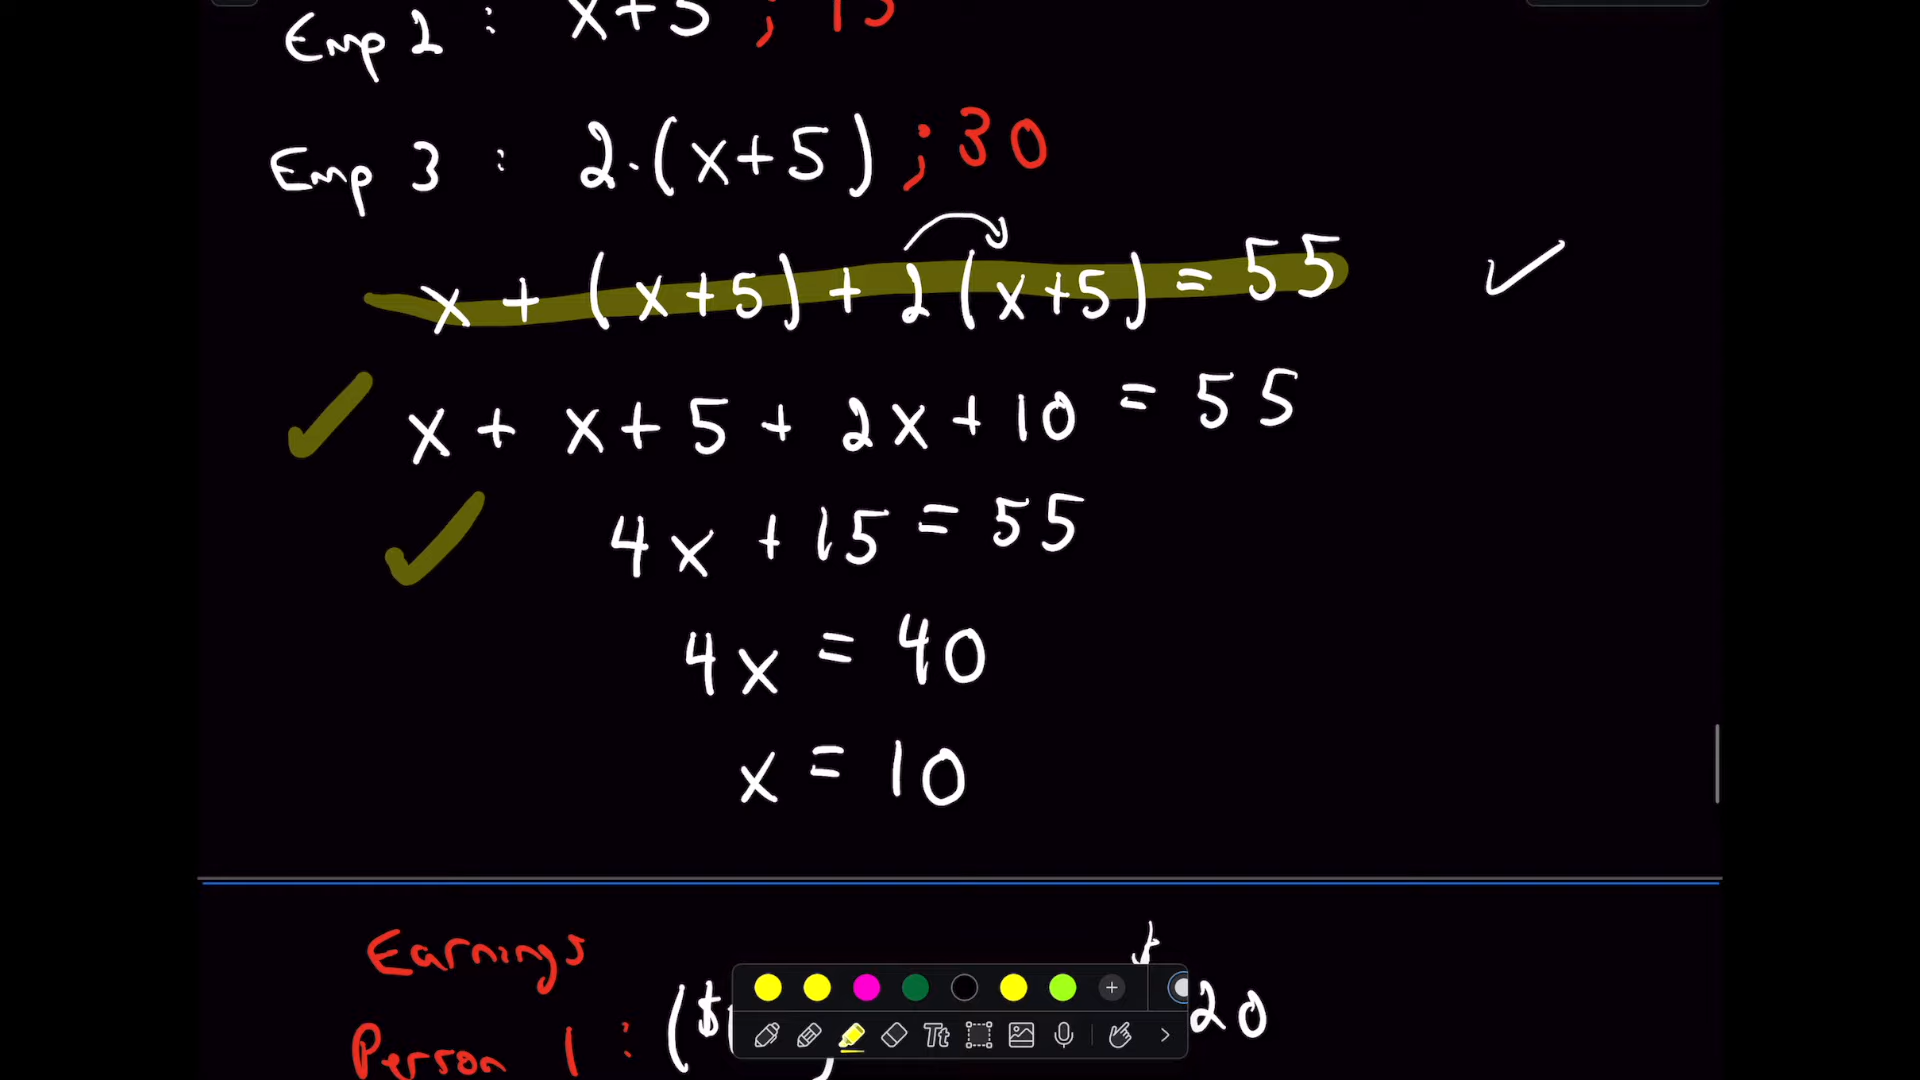 Emp 2 : x+5 ; 15
Emp 3 : 2·(x+5) ; 30
x + (x+5) + 2(x+5) = 55
x + x + 5 + 2x + 10 = 55
4x + 15 = 55
4x = 40
x = 10
Earnings
Person 1 : ($ 20
Tt